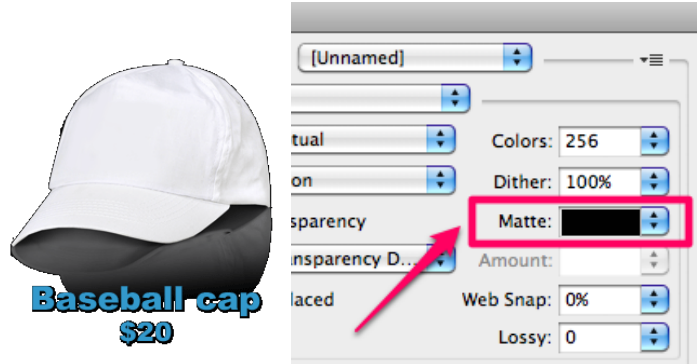 Baseball cap
$20
[Unnamed]
tual
Colors: 256
on
Dither: 100%
sparency
Matte:
ansparency D...
Amount:
laced
Web Snap: 0%
Lossy: 0